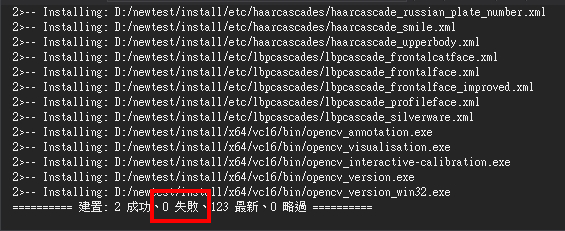 2>-- Installing: D:/newtest/install/etc/haarcascades/haarcascade_russian_plate_number.xml
2>-- Installing: D:/newtest/install/etc/haarcascades/haarcascade_smile.xml
2>-- Installing: D:/newtest/install/etc/haarcascades/haarcascade_upperbody.xml
2>-- Installing: D:/newtest/install/etc/lbpcascades/lbpcascade_frontalcatface.xml
2>-- Installing: D:/newtest/install/etc/lbpcascades/lbpcascade_frontalface.xml
2>-- Installing: D:/newtest/install/etc/lbpcascades/lbpcascade_frontalface_improved.xml
2>-- Installing: D:/newtest/install/etc/lbpcascades/lbpcascade_profileface.xml
2>-- Installing: D:/newtest/install/etc/lbpcascades/lbpcascade_silverware.xml
2>-- Installing: D:/newtest/install/x64/vc16/bin/opencv_annotation.exe
2>-- Installing: D:/newtest/install/x64/vc16/bin/opencv_visualisation.exe
2>-- Installing: D:/newtest/install/x64/vc16/bin/opencv_interactive-calibration.exe
2>-- Installing: D:/newtest/install/x64/vc16/bin/opencv_version.exe
2>-- Installing: D:/newtest/install/x64/vc16/bin/opencv_version_win32.exe
========== 建置: 2 成功、0 失敗、123 最新、0 略過 ==========